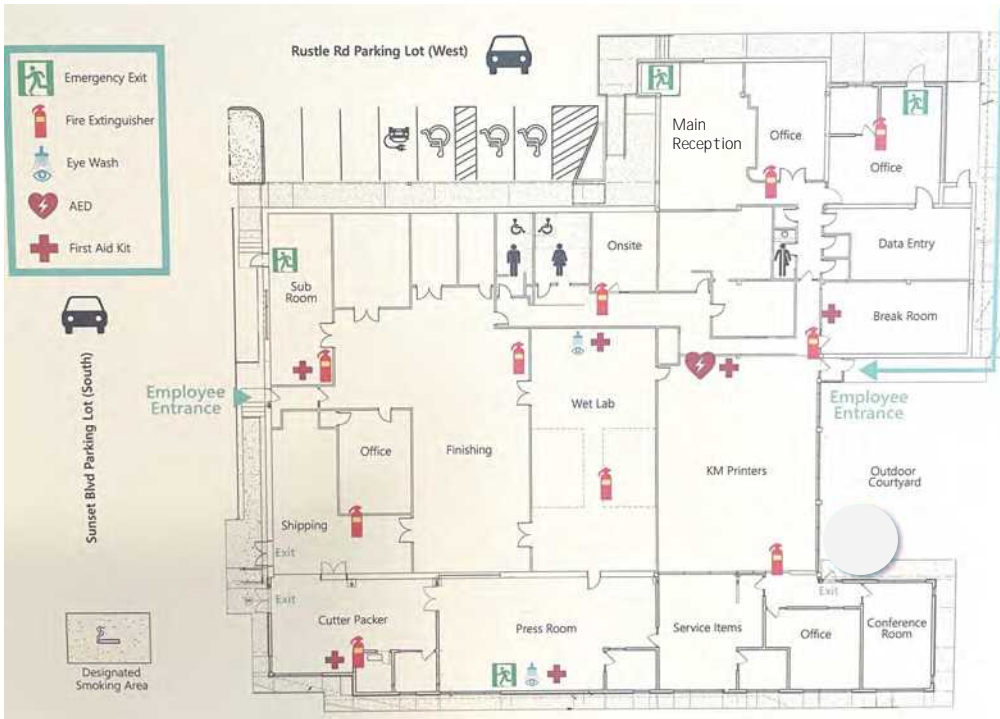 Rustle Rd Parking Lot (West)
Emergency Exit
Fire Extinguisher
Eye Wash
AED
First Aid Kit
Main
Reception
Office
Office
Onsite
Data Entry
Sub
Room
Break Room
Employee
Entrance
Employee
Entrance
Wet Lab
Sunset Blvd Parking Lot (South)
Office
Finishing
KM Printers
Outdoor
Courtyard
Shipping
Exit
Exit
Exit
Cutter Packer
Press Room
Service Items
Office
Conference
Room
Designated
Smoking Area